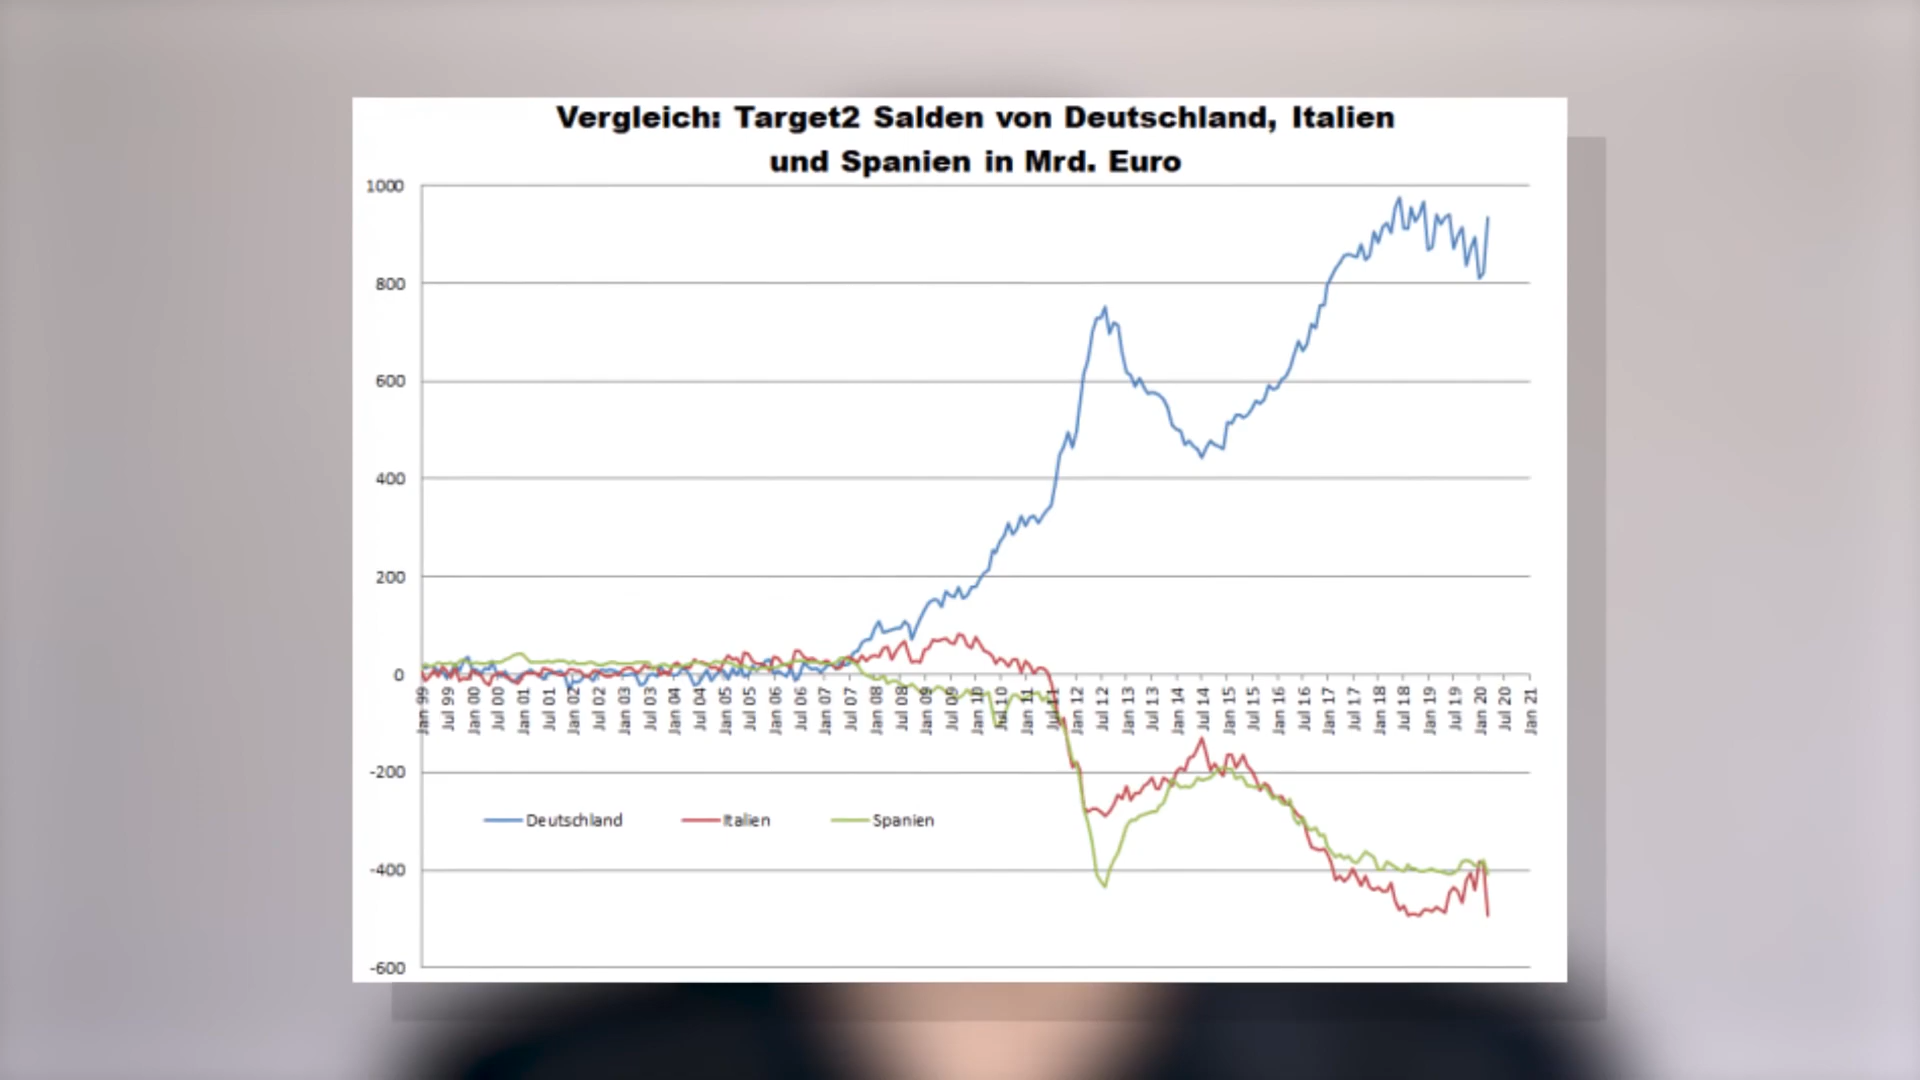 Vergleich: Target2 Salden von Deutschland, Italien
und Spanien in Mrd. Euro
1000
800
600
400
200
0
-200
-400
-600
Jan 99
Jul 99
Jan 00
Jul 00
Jan 01
Jul 01
Jan 02
Jul 02
Jan 03
Jul 03
Jan 04
Jul 04
Jan 05
Jul 05
Jan 06
Jul 06
Jan 07
Jul 07
Jan 08
Jul 08
Jan 09
Jul 09
Jan 10
Jul 10
Jan 11
Jul 11
Jan 12
Jul 12
Jan 13
Jul 13
Jan 14
Jul 14
Jan 15
Jul 15
Jan 16
Jul 16
Jan 17
Jul 17
Jan 18
Jul 18
Jan 19
Jul 19
Jan 20
Jul 20
Jan 21
Deutschland
Italien
Spanien